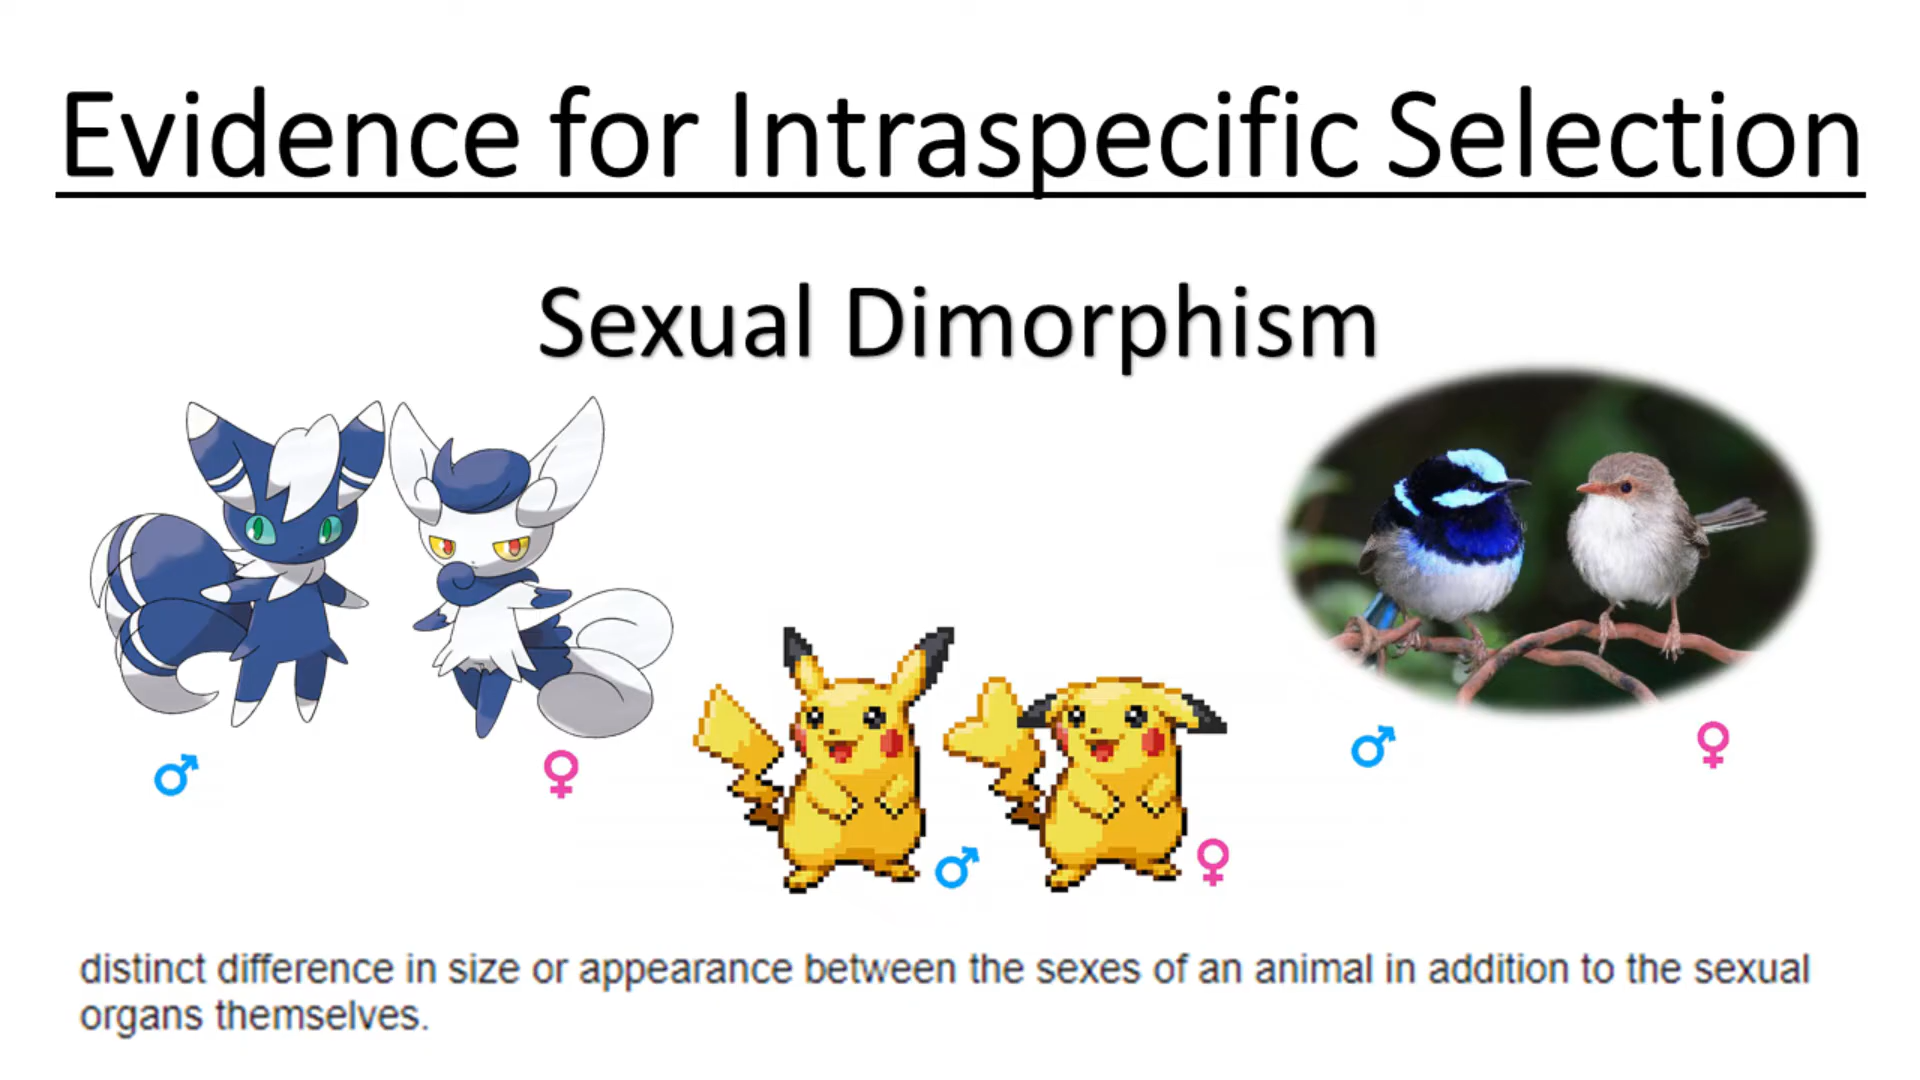 Evidence for Intraspecific Selection
Sexual Dimorphism
♂
♀
♂
♀
♂
♀
distinct difference in size or appearance between the sexes of an animal in addition to the sexual
organs themselves.